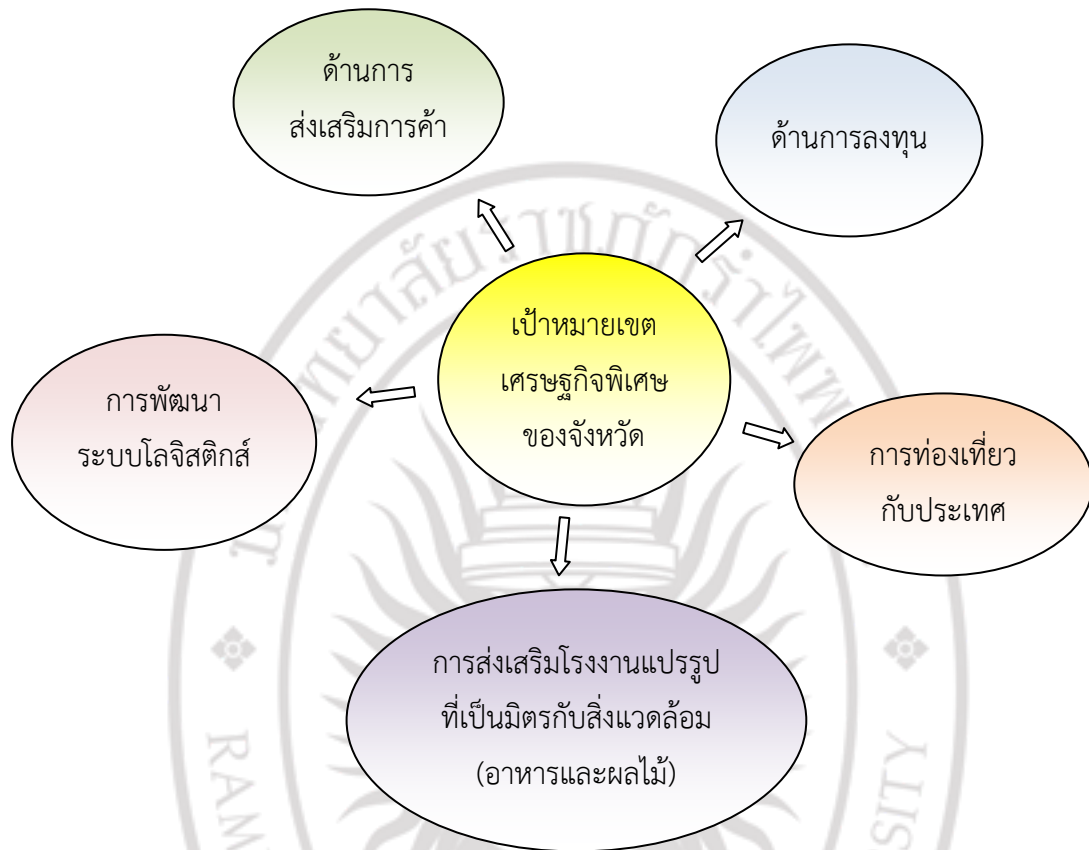 ด้านการ
ส่งเสริมการค้า
ด้านการลงทุน
เป้าหมายเขต
เศรษฐกิจพิเศษ
ของจังหวัด
การพัฒนา
ระบบโลจิสติกส์
การท่องเที่ยว
กับประเทศ
การส่งเสริมโรงงานแปรรูป
ที่เป็นมิตรกับสิ่งแวดล้อม
(อาหารและผลไม้)